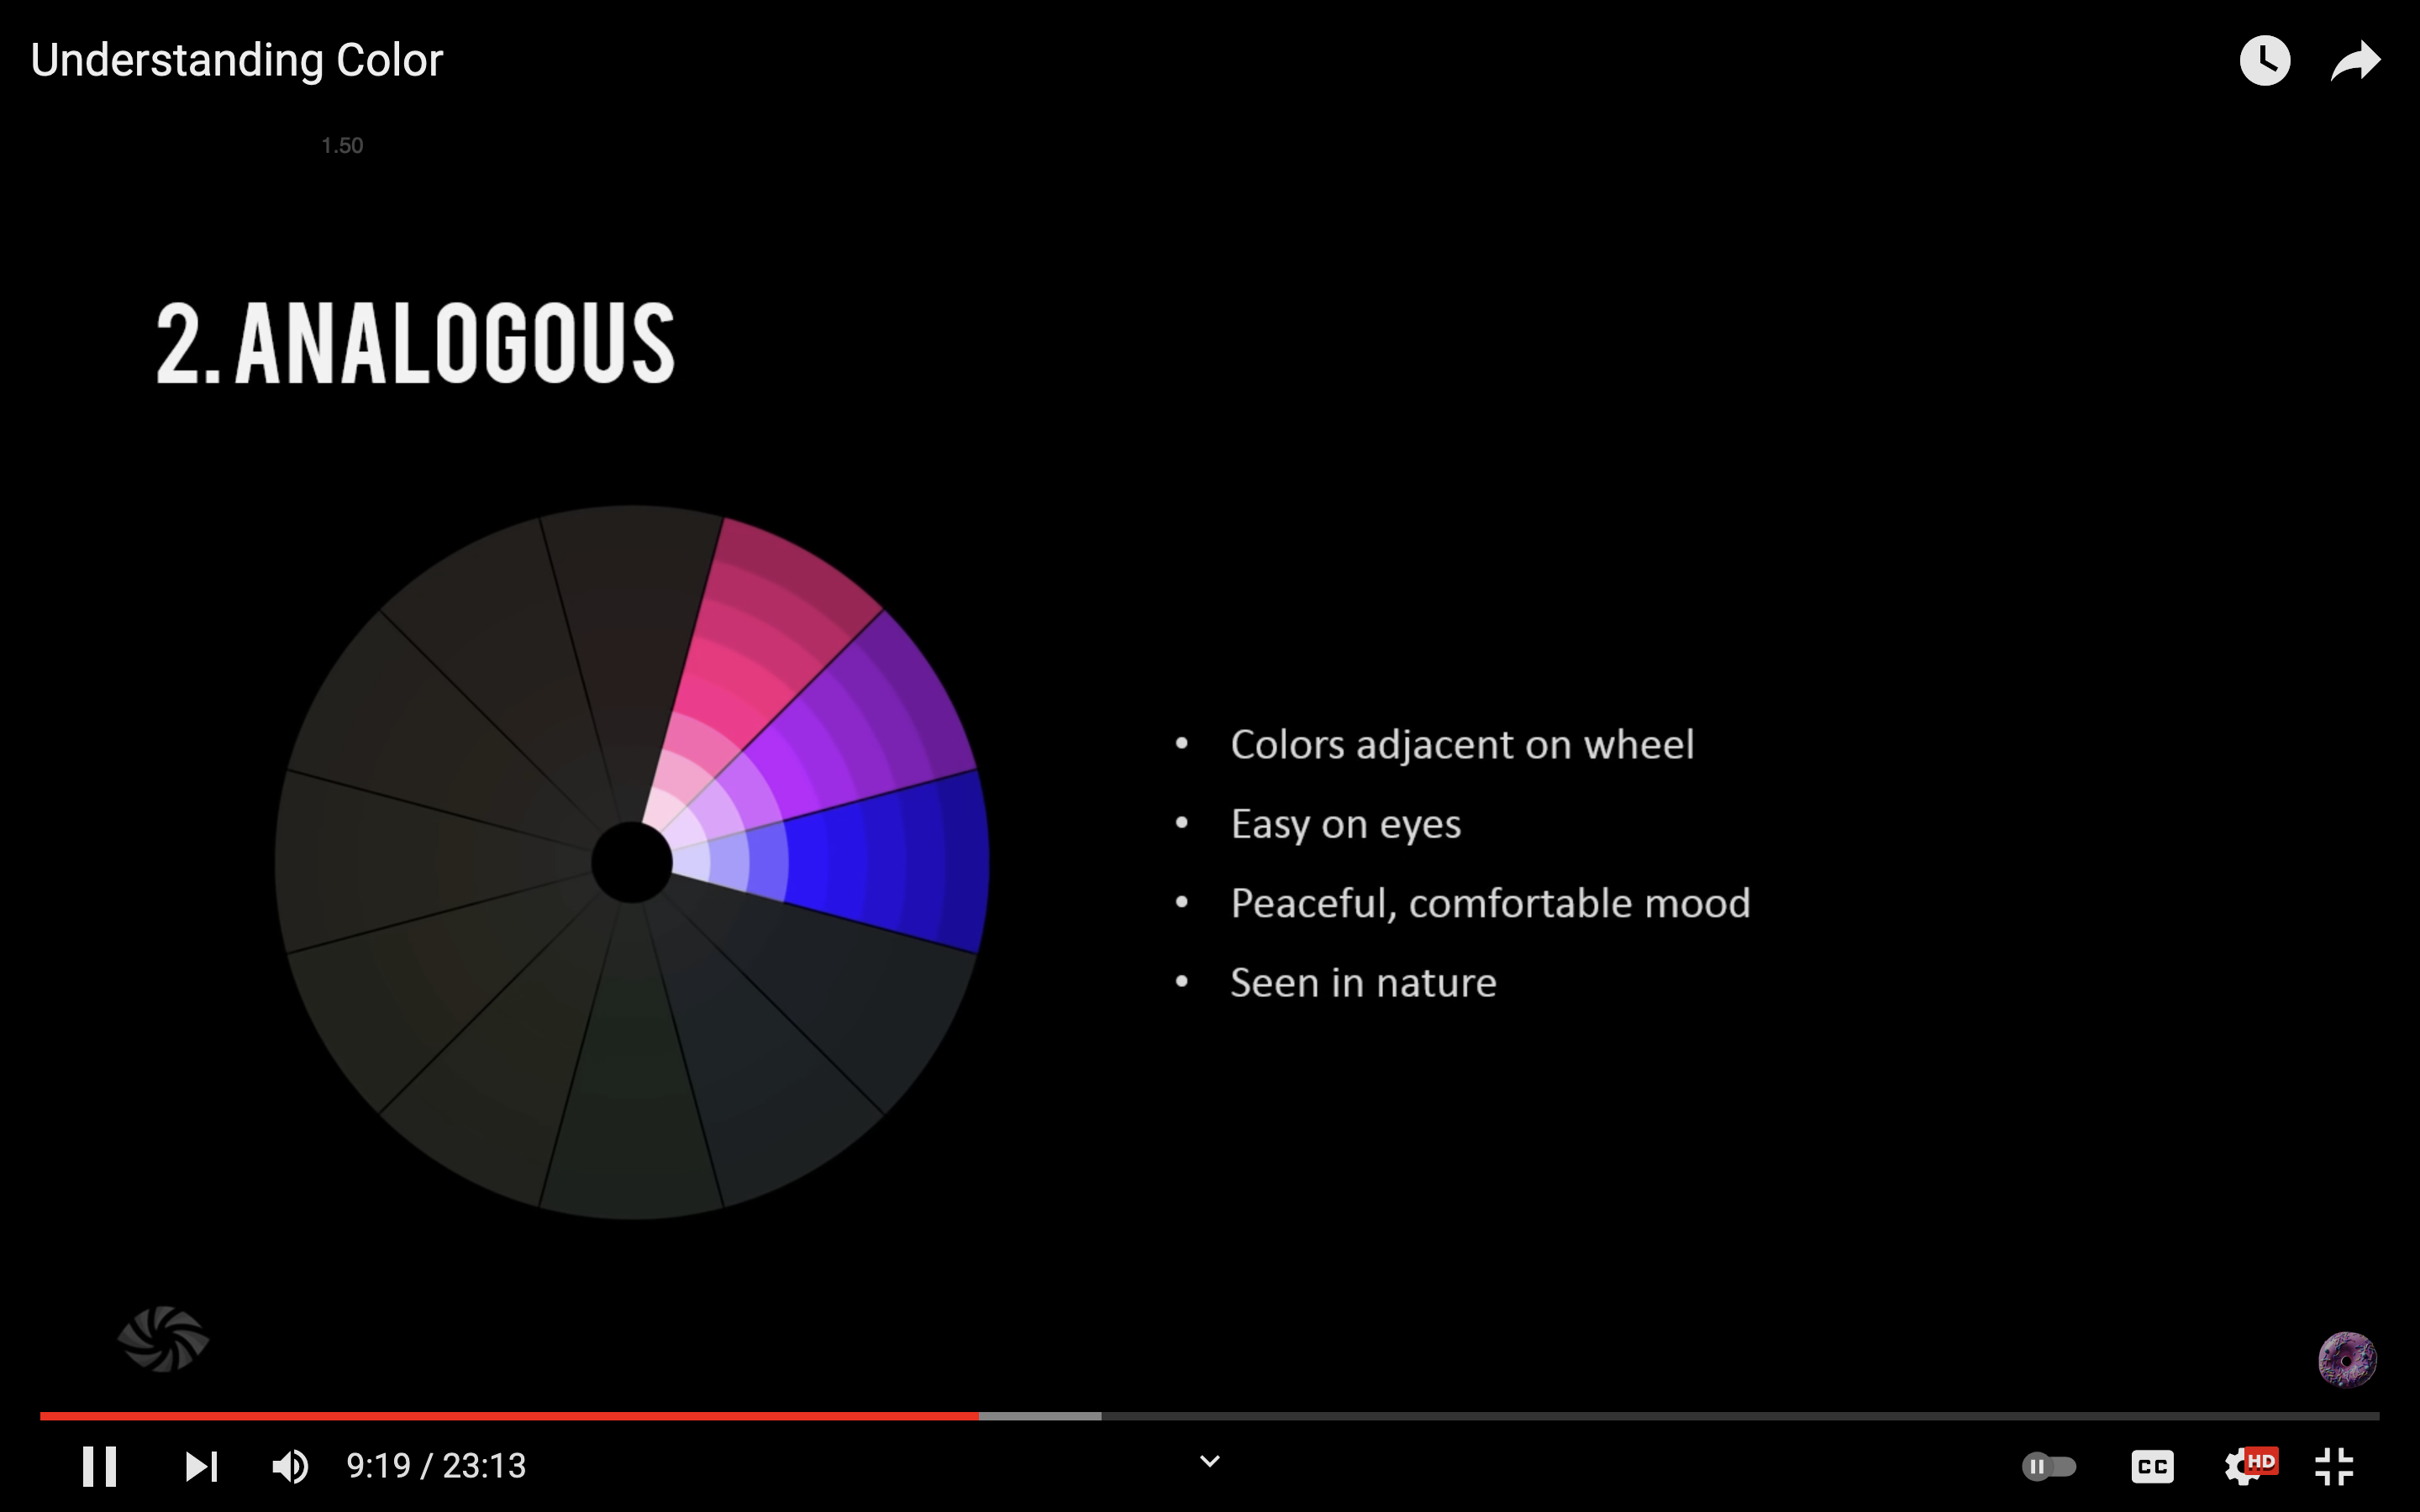 Understanding Color
1.50
2. ANALOGOUS
• Colors adjacent on wheel
• Easy on eyes
• Peaceful, comfortable mood
• Seen in nature
9:19 / 23:13
CC
HD